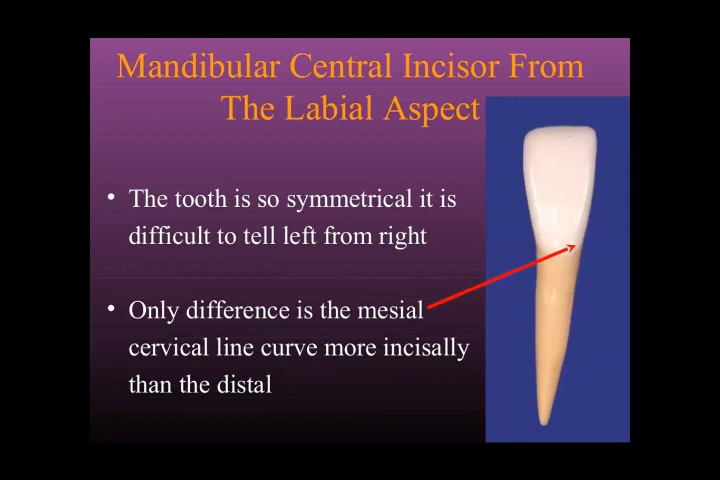 Mandibular Central Incisor From
The Labial Aspect
• The tooth is so symmetrical it is
difficult to tell left from right
• Only difference is the mesial
cervical line curve more incisally
than the distal